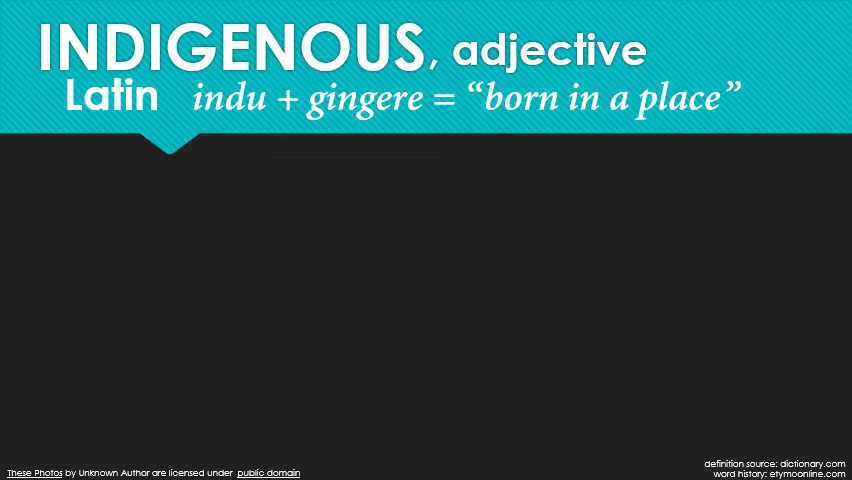 INDIGENOUS, adjective
Latin indu + gingere = “born in a place”
These Photos by Unknown Author are licensed under public domain
definition source: dictionary.com
word history: etymoonline.com